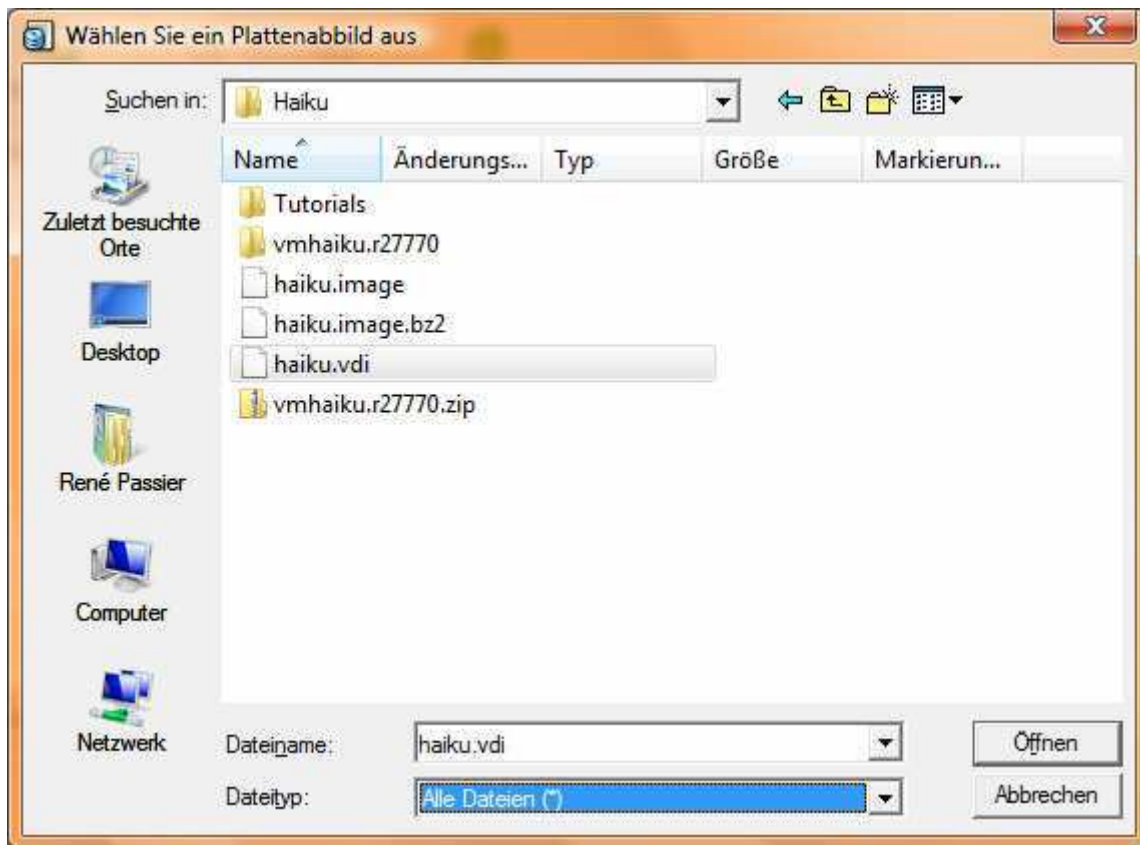 Wählen Sie ein Plattenabbild aus
Suchen in:
Haiku
Name
Änderungs...
Typ
Größe
Markierun...
Zuletzt besuchte
Orte
Desktop
René Passier
Computer
Netzwerk
Tutorials
vmhaiku.r27770
haiku.image
haiku.image.bz2
haiku.vdi
vmhaiku.r27770.zip
Dateiname:
haiku.vdi
Öffnen
Dateityp:
Alle Dateien (*)
Abbrechen